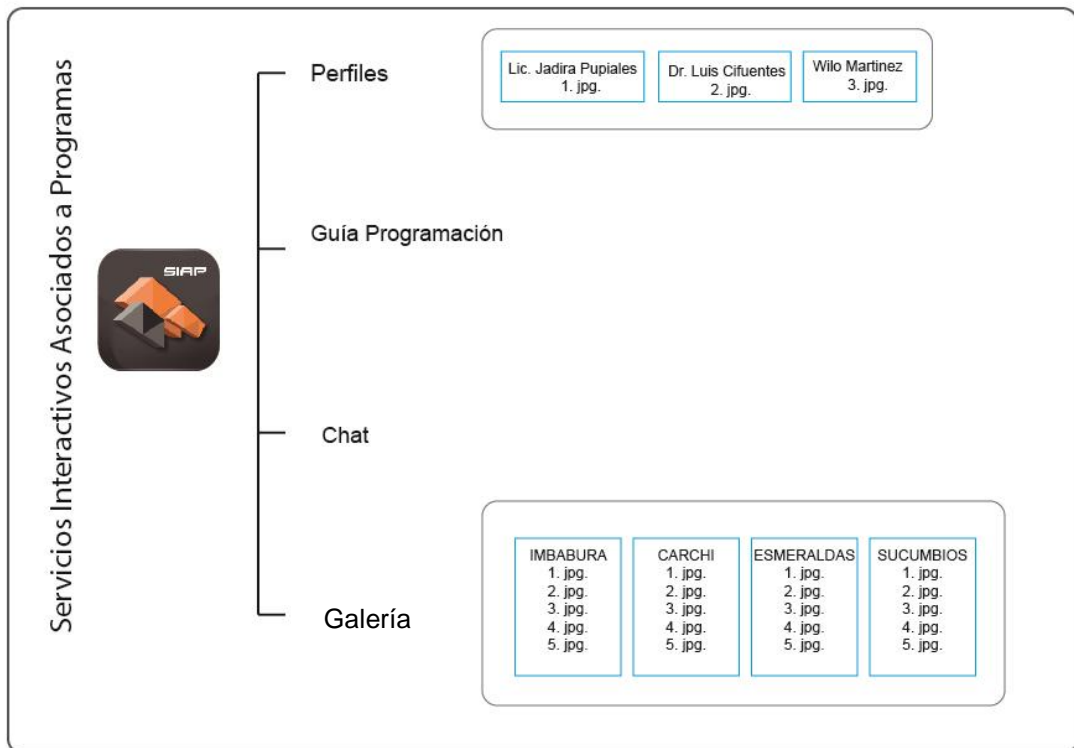 Servicios Interactivos Asociados a Programas
SIAP
Perfiles
Lic. Jadira Pupiales
1. jpg.
Dr. Luis Cifuentes
2. jpg.
Wilo Martinez
3. jpg.
Guía Programación
Chat
Galería
IMBABURA
1. jpg.
2. jpg.
3. jpg.
4. jpg.
5. jpg.
CARCHI
1. jpg.
2. jpg.
3. jpg.
4. jpg.
5. jpg.
ESMERALDAS
1. jpg.
2. jpg.
3. jpg.
4. jpg.
5. jpg.
SUCUMBIOS
1. jpg.
2. jpg.
3. jpg.
4. jpg.
5. jpg.